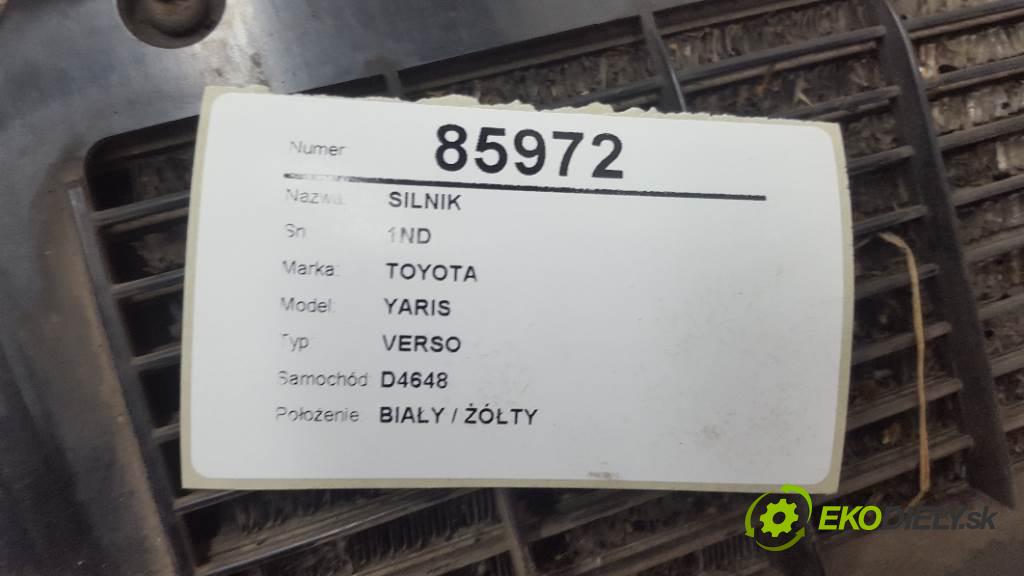 Numer: 85972
Nazwa: SILNIK
Sn 1ND
Marka: TOYOTA
Model: YARIS
Typ: VERSO
Samochód: D4648
Położenie: BIAŁY / ŻÓŁTY
EKODIELY.sk